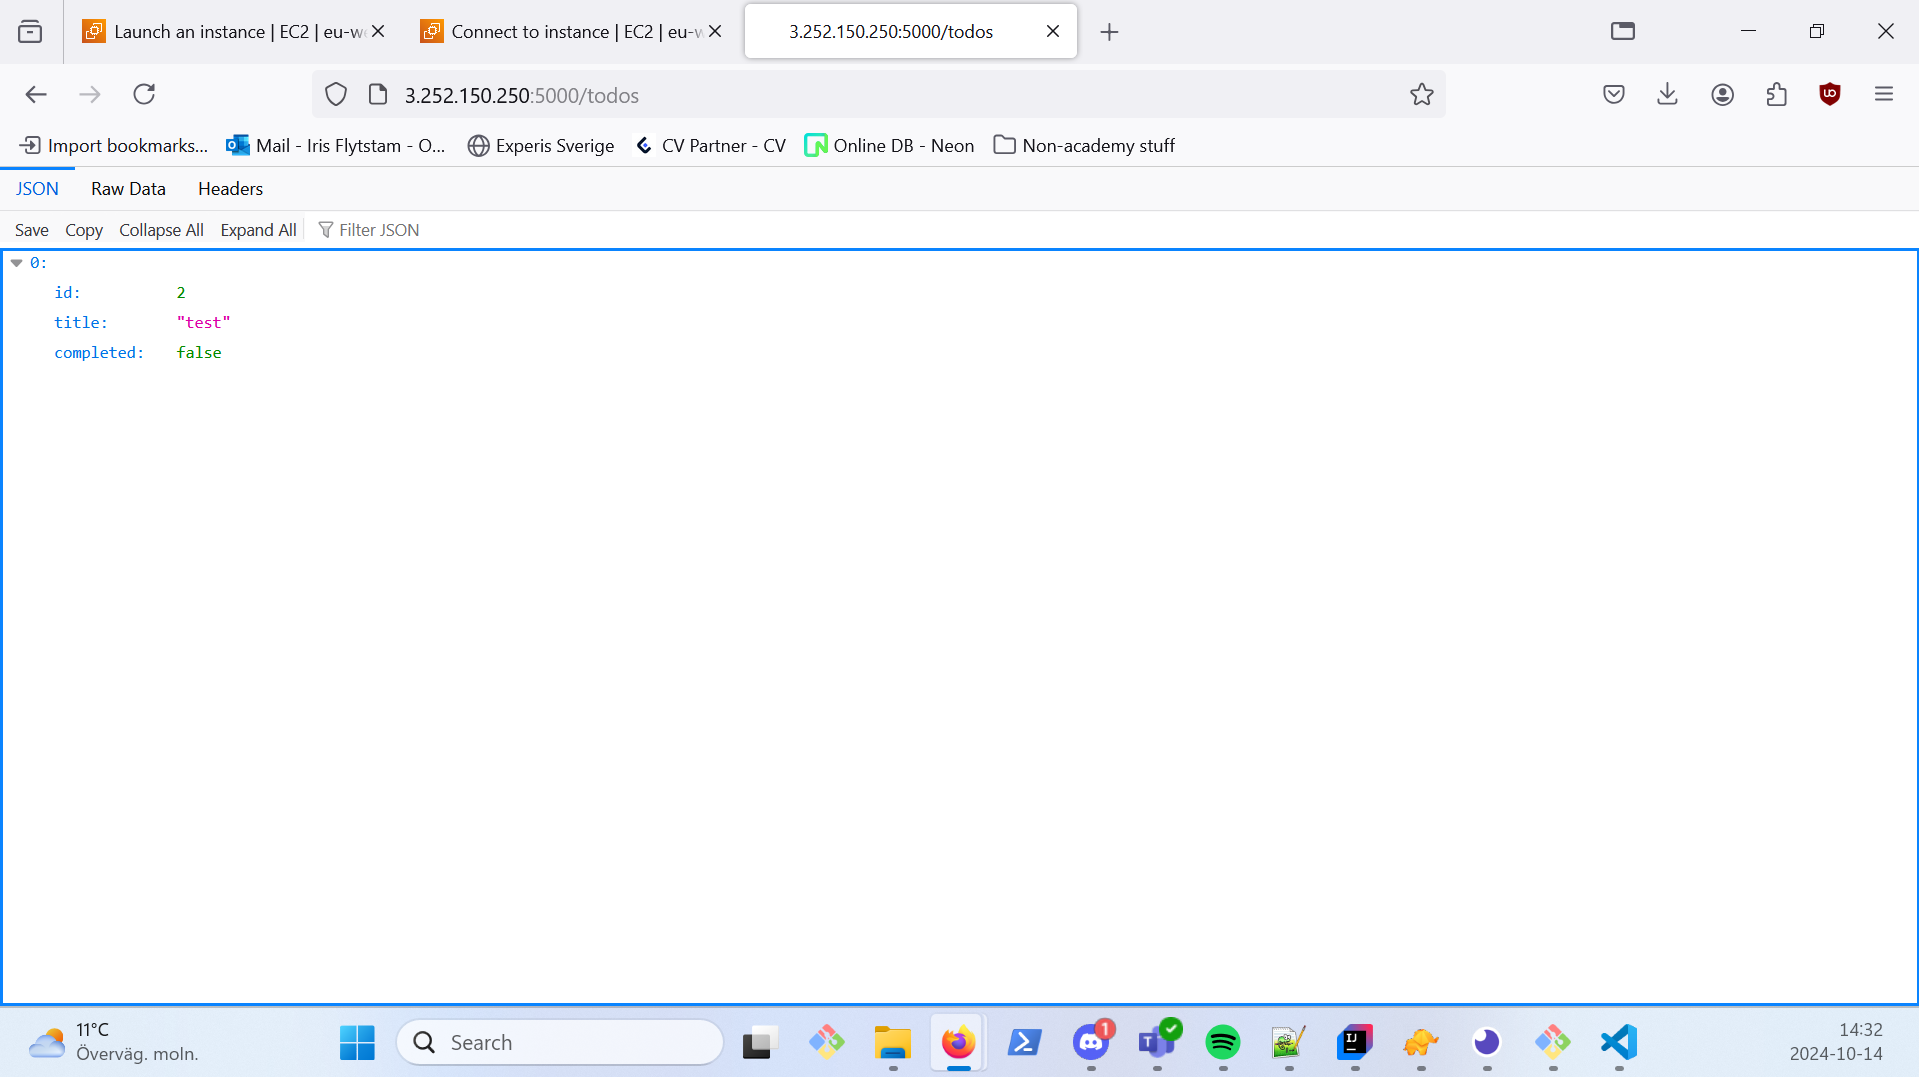 Launch an instance | EC2 | eu-we
Connect to instance | EC2 | eu-w
3.252.150.250:5000/todos
3.252.150.250:5000/todos
Import bookmarks...
Mail - Iris Flytstam - O...
Experis Sverige
CV Partner - CV
Online DB - Neon
Non-academy stuff
JSON
Raw Data
Headers
Save
Copy
Collapse All
Expand All
Filter JSON
0:
id: 2
title: "test"
completed: false
11°C
Överväg. moln.
Search
1
T
IJ
14:32
2024-10-14